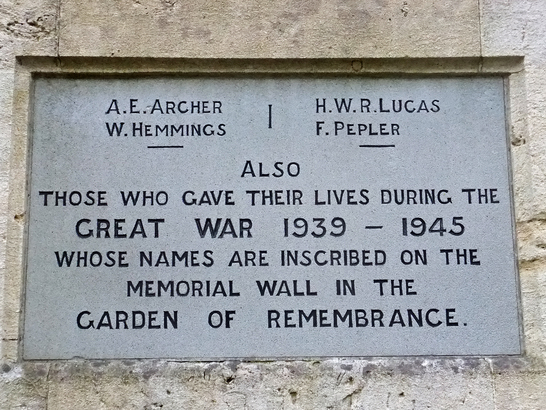 A.E. ARCHER H.W.R. LUCAS
W. HEMMINGS F. PEPLER
ALSO
THOSE WHO GAVE THEIR LIVES DURING THE
GREAT WAR 1939 – 1945
WHOSE NAMES ARE INSCRIBED ON THE
MEMORIAL WALL IN THE
GARDEN OF REMEMBRANCE.